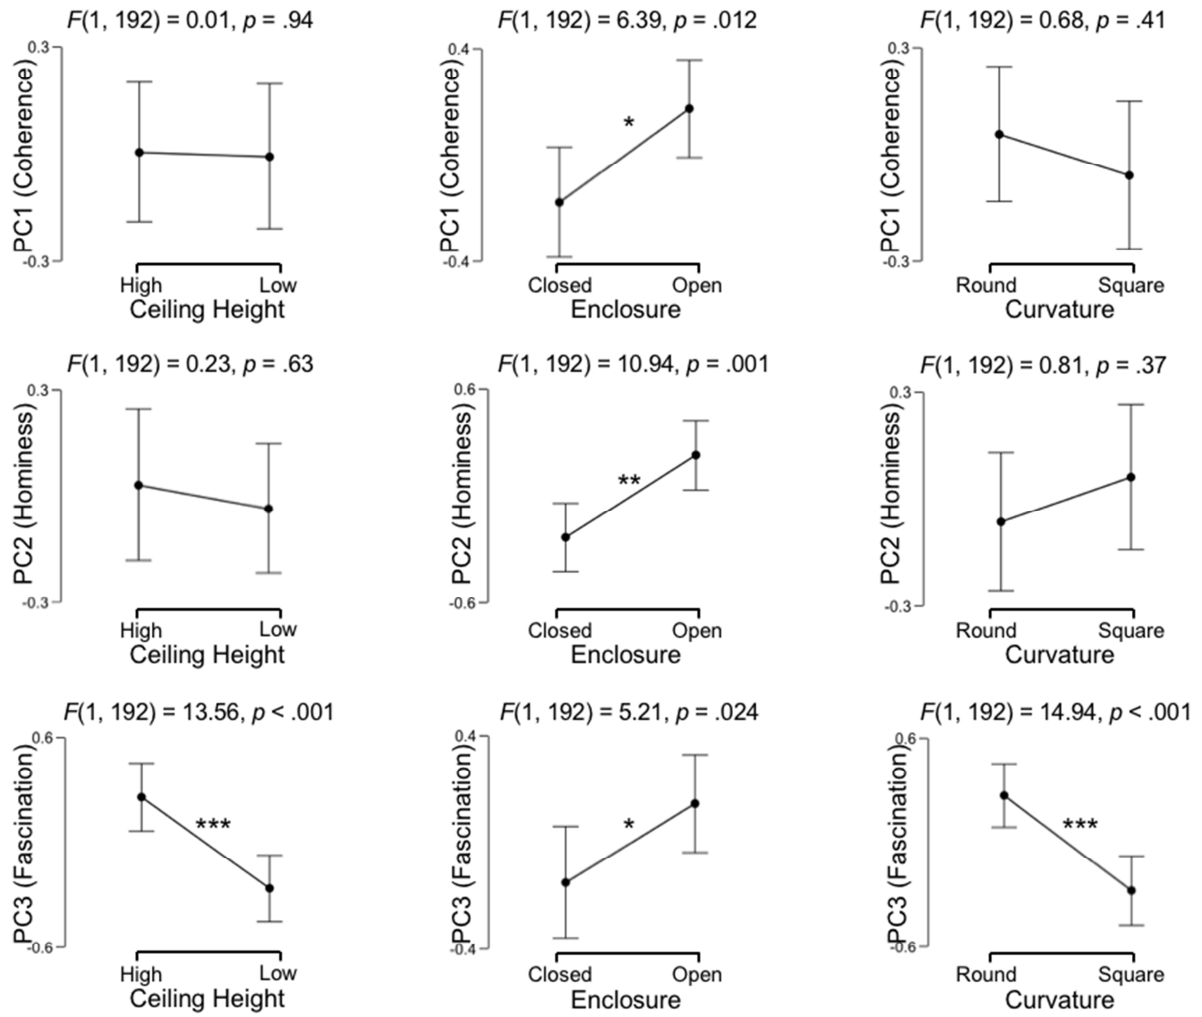 F(1, 192) = 0.01, p = .94
0.3
PC1 (Coherence)
-0.3
High Low
Ceiling Height
F(1, 192) = 6.39, p = .012
0.4
PC1 (Coherence)
*
-0.4
Closed Open
Enclosure
F(1, 192) = 0.68, p = .41
0.3
PC1 (Coherence)
-0.3
Round Square
Curvature
F(1, 192) = 0.23, p = .63
0.3
PC2 (Hominess)
-0.3
High Low
Ceiling Height
F(1, 192) = 10.94, p = .001
0.6
PC2 (Hominess)
**
-0.6
Closed Open
Enclosure
F(1, 192) = 0.81, p = .37
0.3
PC2 (Hominess)
-0.3
Round Square
Curvature
F(1, 192) = 13.56, p < .001
0.6
PC3 (Fascination)
***
-0.6
High Low
Ceiling Height
F(1, 192) = 5.21, p = .024
0.4
PC3 (Fascination)
*
-0.4
Closed Open
Enclosure
F(1, 192) = 14.94, p < .001
0.6
PC3 (Fascination)
***
-0.6
Round Square
Curvature